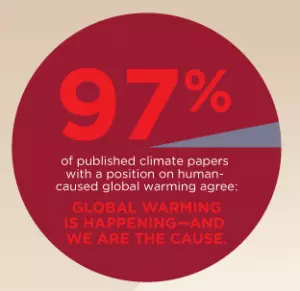 97%
of published climate papers
with a position on human-
caused global warming agree:
GLOBAL WARMING
IS HAPPENING—AND
WE ARE THE CAUSE.